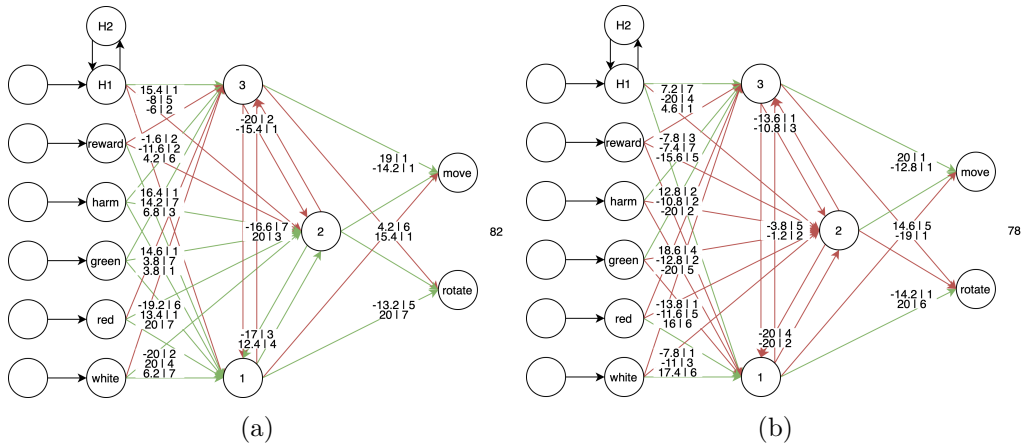 H2
H1
3
15.4 | 1
-8 | 5
-6 | 2
-20 | 2
-15.4 | 1
reward
-1.6 | 2
-11.6 | 2
4.2 | 6
19 | 1
-14.2 | 1
move
harm
16.4 | 1
14.2 | 7
6.8 | 3
-16.6 | 7
20 | 3
2
4.2 | 6
15.4 | 1
82
green
14.6 | 1
3.8 | 7
3.8 | 1
rotate
-13.2 | 5
20 | 7
red
-19.2 | 6
13.4 | 1
20 | 7
-17 | 3
12.4 | 4
white
-20 | 2
20 | 4
6.2 | 7
1
(a)
H2
H1
3
7.2 | 7
-20 | 4
4.6 | 1
-13.6 | 1
-10.8 | 3
reward
-7.8 | 3
-7.4 | 7
-15.6 | 5
20 | 1
-12.8 | 1
move
harm
12.8 | 2
-10.8 | 2
-20 | 2
-3.8 | 5
-1.2 | 2
2
14.6 | 5
-19 | 1
78
green
18.6 | 4
-12.8 | 2
-20 | 5
rotate
-14.2 | 1
20 | 6
red
-13.8 | 1
-11.6 | 5
16 | 6
-20 | 4
-20 | 2
white
-7.8 | 1
-11 | 3
17.4 | 6
1
(b)